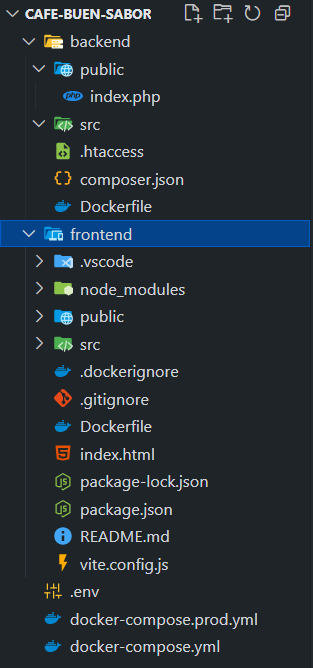 CAFE-BUEN-SABOR
backend
public
php index.php
src
.htaccess
composer.json
Dockerfile
frontend
.vscode
node_modules
public
src
.dockerignore
.gitignore
Dockerfile
index.html
package-lock.json
package.json
README.md
vite.config.js
.env
docker-compose.prod.yml
docker-compose.yml